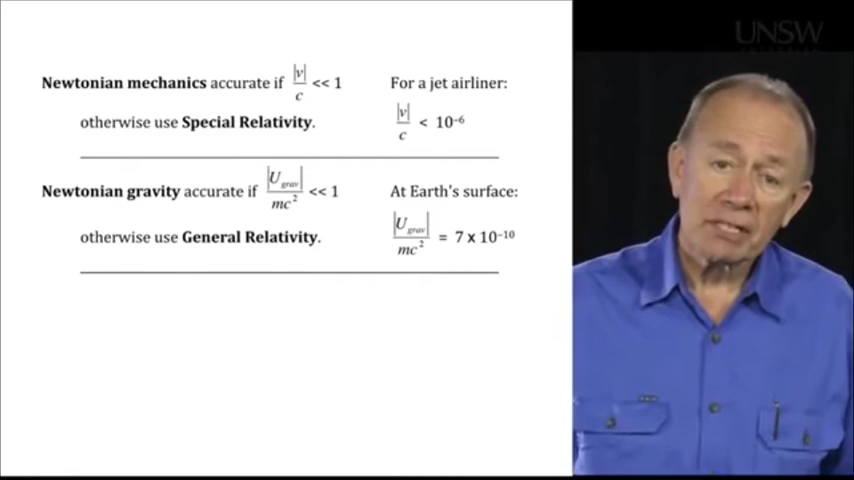 UNSW
Newtonian mechanics accurate if |v|/c << 1
For a jet airliner:
otherwise use Special Relativity.
|v|/c < 10⁻⁶
Newtonian gravity accurate if |U_grav|/mc² << 1
At Earth's surface:
otherwise use General Relativity.
|U_grav|/mc² = 7 x 10⁻¹⁰